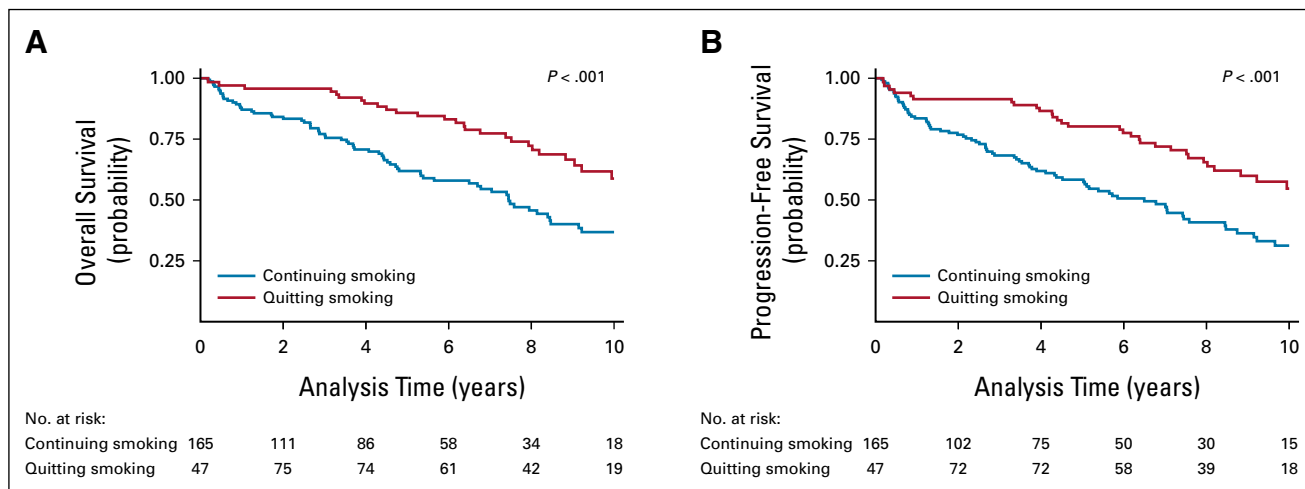 A
P < .001
1.00
0.75
0.50
0.25
Overall Survival
(probability)
Continuing smoking
Quitting smoking
0 2 4 6 8 10
Analysis Time (years)
No. at risk:
Continuing smoking 165 111 86 58 34 18
Quitting smoking 47 75 74 61 42 19
B
P < .001
1.00
0.75
0.50
0.25
Progression-Free Survival
(probability)
Continuing smoking
Quitting smoking
0 2 4 6 8 10
Analysis Time (years)
No. at risk:
Continuing smoking 165 102 75 50 30 15
Quitting smoking 47 72 72 58 39 18